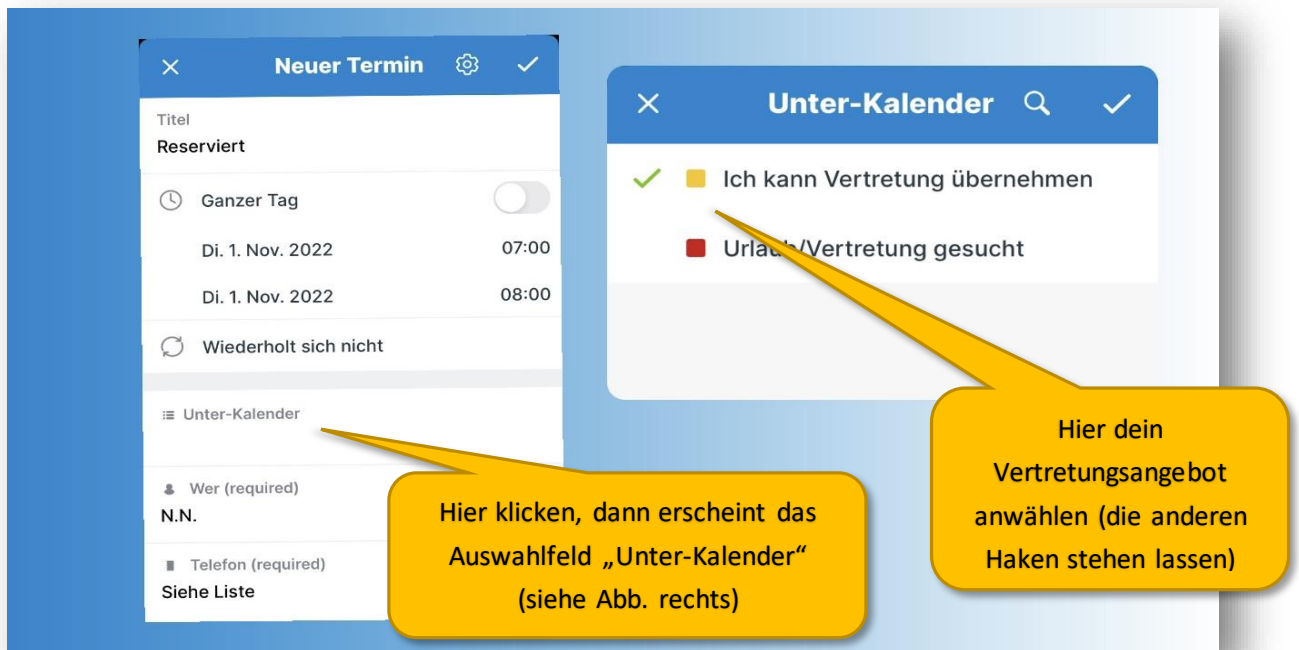 Neuer Termin
Titel
Reserviert
Ganzer Tag
Di. 1. Nov. 2022 07:00
Di. 1. Nov. 2022 08:00
Wiederholt sich nicht
Unter-Kalender
Wer (required)
N.N.
Telefon (required)
Siehe Liste
Hier klicken, dann erscheint das
Auswahlfeld „Unter-Kalender“
(siehe Abb. rechts)
Unter-Kalender
Ich kann Vertretung übernehmen
Urlaub/Vertretung gesucht
Hier dein
Vertretungsangebot
anwählen (die anderen
Haken stehen lassen)